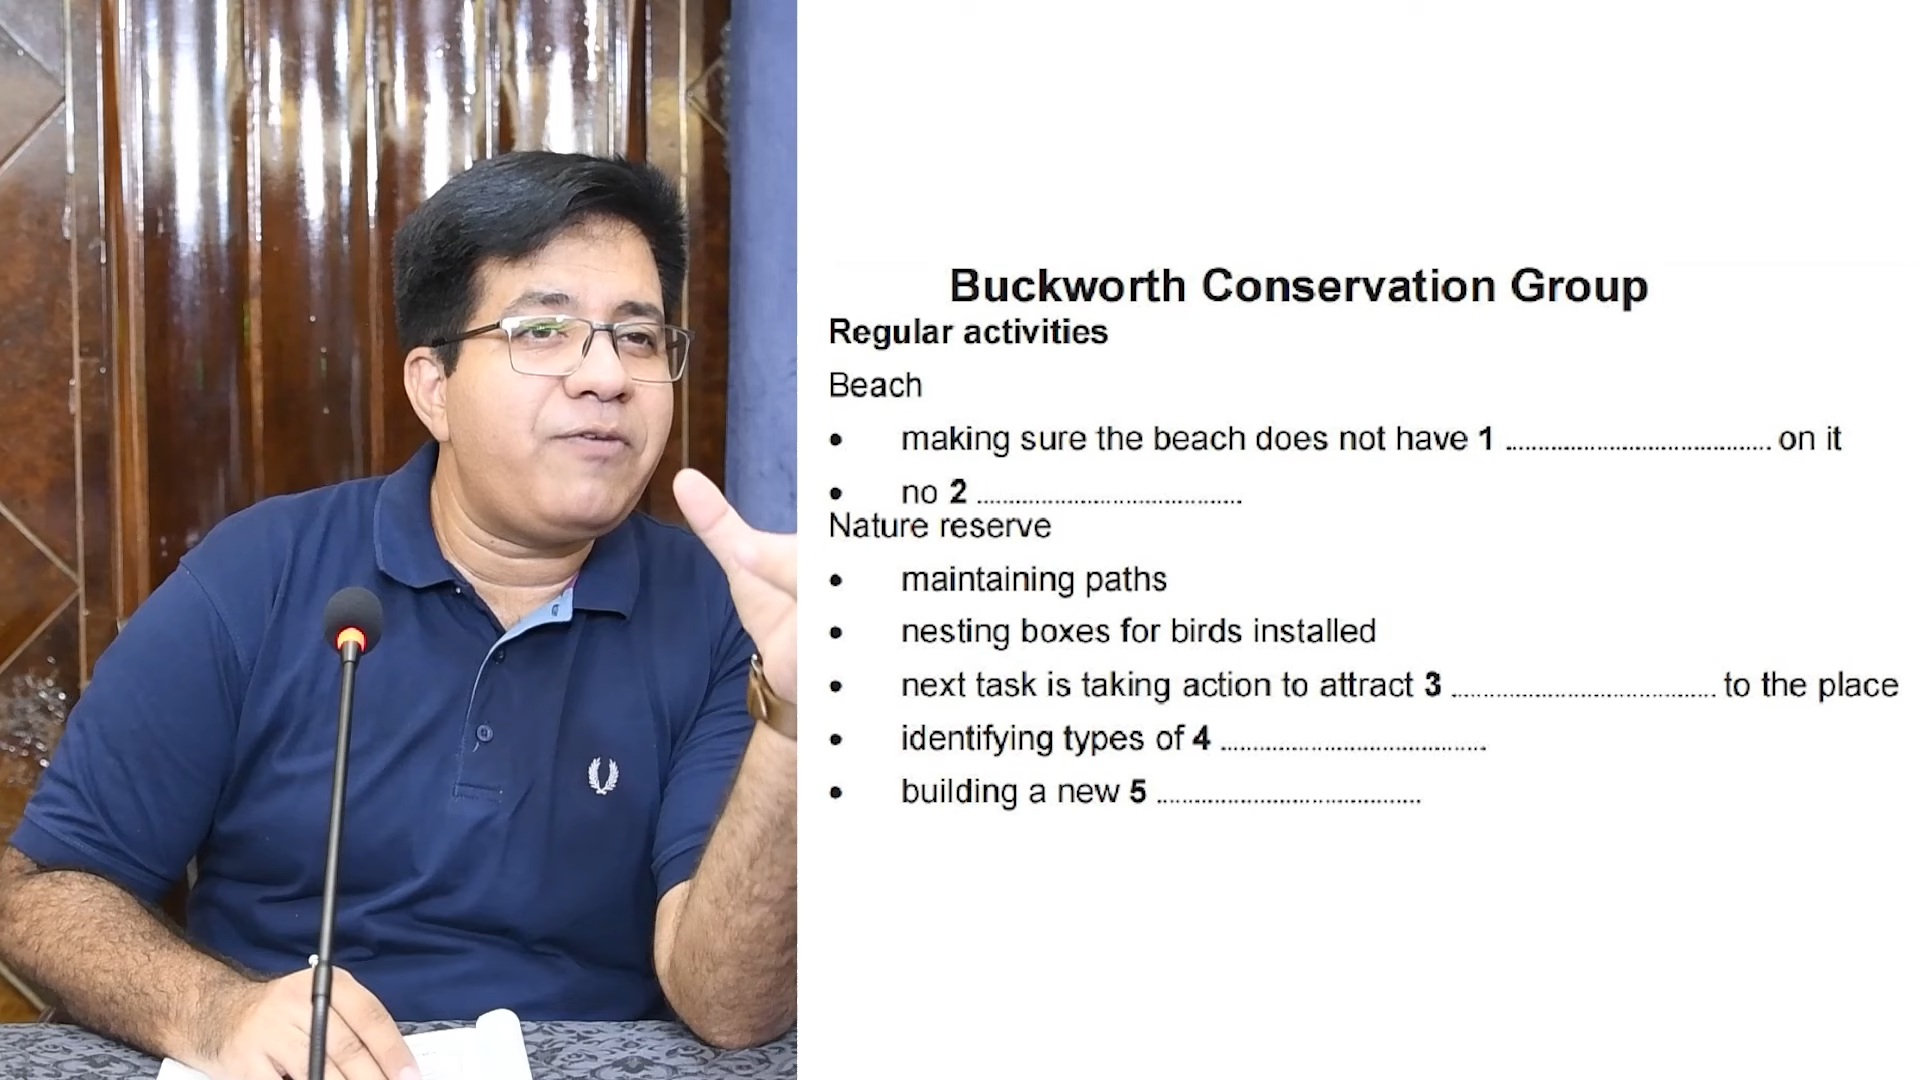 Buckworth Conservation Group
Regular activities
Beach
• making sure the beach does not have 1 ........................................ on it
• no 2 ........................................
Nature reserve
• maintaining paths
• nesting boxes for birds installed
• next task is taking action to attract 3 ........................................ to the place
• identifying types of 4 ........................................
• building a new 5 ........................................